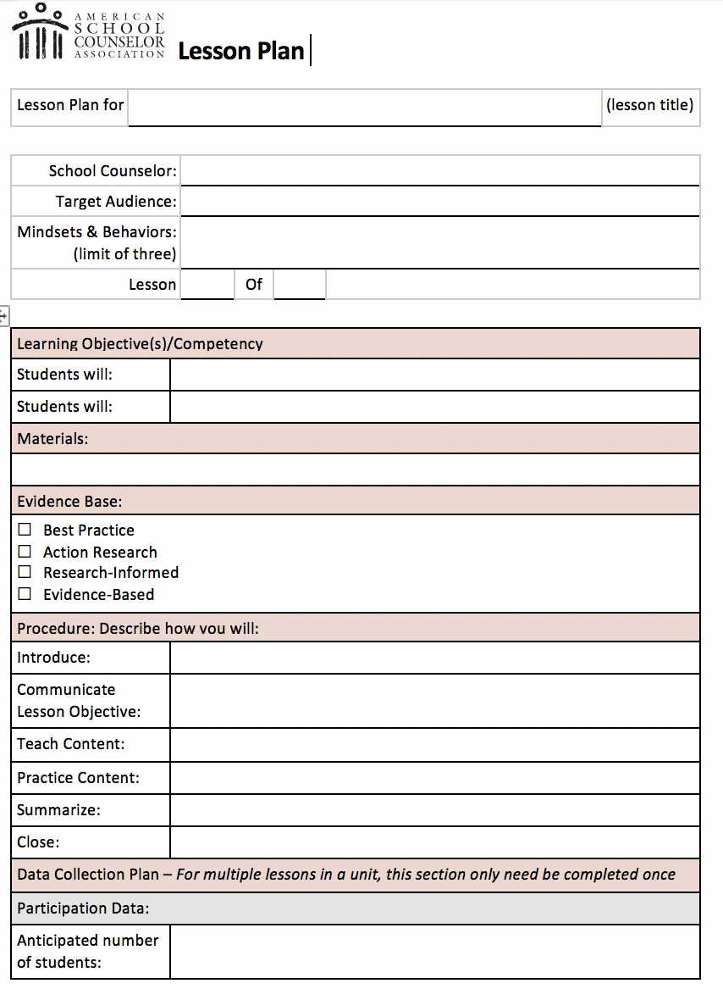 AMERICAN
SCHOOL
COUNSELOR
ASSOCIATION
Lesson Plan
Lesson Plan for (lesson title)
School Counselor:
Target Audience:
Mindsets & Behaviors:
(limit of three)
Lesson Of
Learning Objective(s)/Competency
Students will:
Students will:
Materials:
Evidence Base:
☐ Best Practice
☐ Action Research
☐ Research-Informed
☐ Evidence-Based
Procedure: Describe how you will:
Introduce:
Communicate
Lesson Objective:
Teach Content:
Practice Content:
Summarize:
Close:
Data Collection Plan – For multiple lessons in a unit, this section only need be completed once
Participation Data:
Anticipated number
of students: